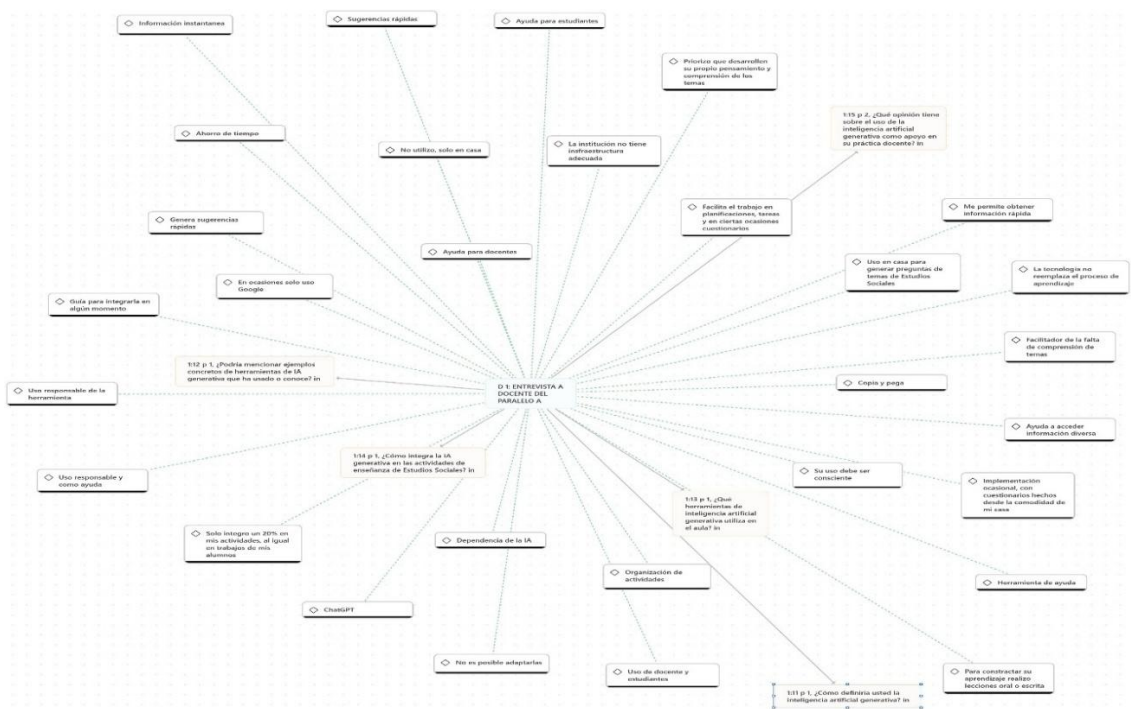 Información instantanea
Sugerencias rápidas
Ayuda para estudiantes
Priorizo que desarrollen
su propio pensamiento y
comprensión de los
temas
1:15 p 2, ¿Qué opinión tiene
sobre el uso de la
inteligencia artificial
generativa como apoyo en
su práctica docente? in
Ahorro de tiempo
No utilizo, solo en casa
La institución no tiene
insfraestructura
adecuada
Genera sugerencias
rápidas
Facilita el trabajo en
planificaciones, tareas
y en ciertas ocasiones
cuestionarios
Me permite obtener
información rápida
Ayuda para docentes
Uso en casa para
generar preguntas de
temas de Estudios
Sociales
La tecnología no
reemplaza el proceso de
aprendizaje
En ocasiones solo uso
Google
Guía para integrarla en
algún momento
Facilitador de la falta
de comprensión de
temas
1:12 p 1, ¿Podría mencionar ejemplos
concretos de herramientas de IA
generativa que ha usado o conoce? in
D 1: ENTREVISTA A
DOCENTE DEL
PARALELO A
Copia y pega
Uso responsable de la
herramienta
Ayuda a acceder
información diversa
1:14 p 1, ¿Cómo integra la IA
generativa en las actividades de
enseñanza de Estudios Sociales? in
Uso responsable y
como ayuda
Su uso debe ser
consciente
Implementación
ocasional, con
cuestionarios hechos
desde la comodidad de
mi casa
1:13 p 1, ¿Qué
herramientas de
inteligencia artificial
generativa utiliza en
el aula? in
Solo integro un 20% en
mis actividades, al igual
en trabajos de mis
alumnos
Dependencia de la IA
Organización de
actividades
Herramienta de ayuda
ChatGPT
No es posible adaptarlas
Uso de docente y
estudiantes
Para constractar su
aprendizaje realizo
lecciones oral o escrita
1:11 p 1, ¿Cómo definiría usted la
inteligencia artificial generativa? in